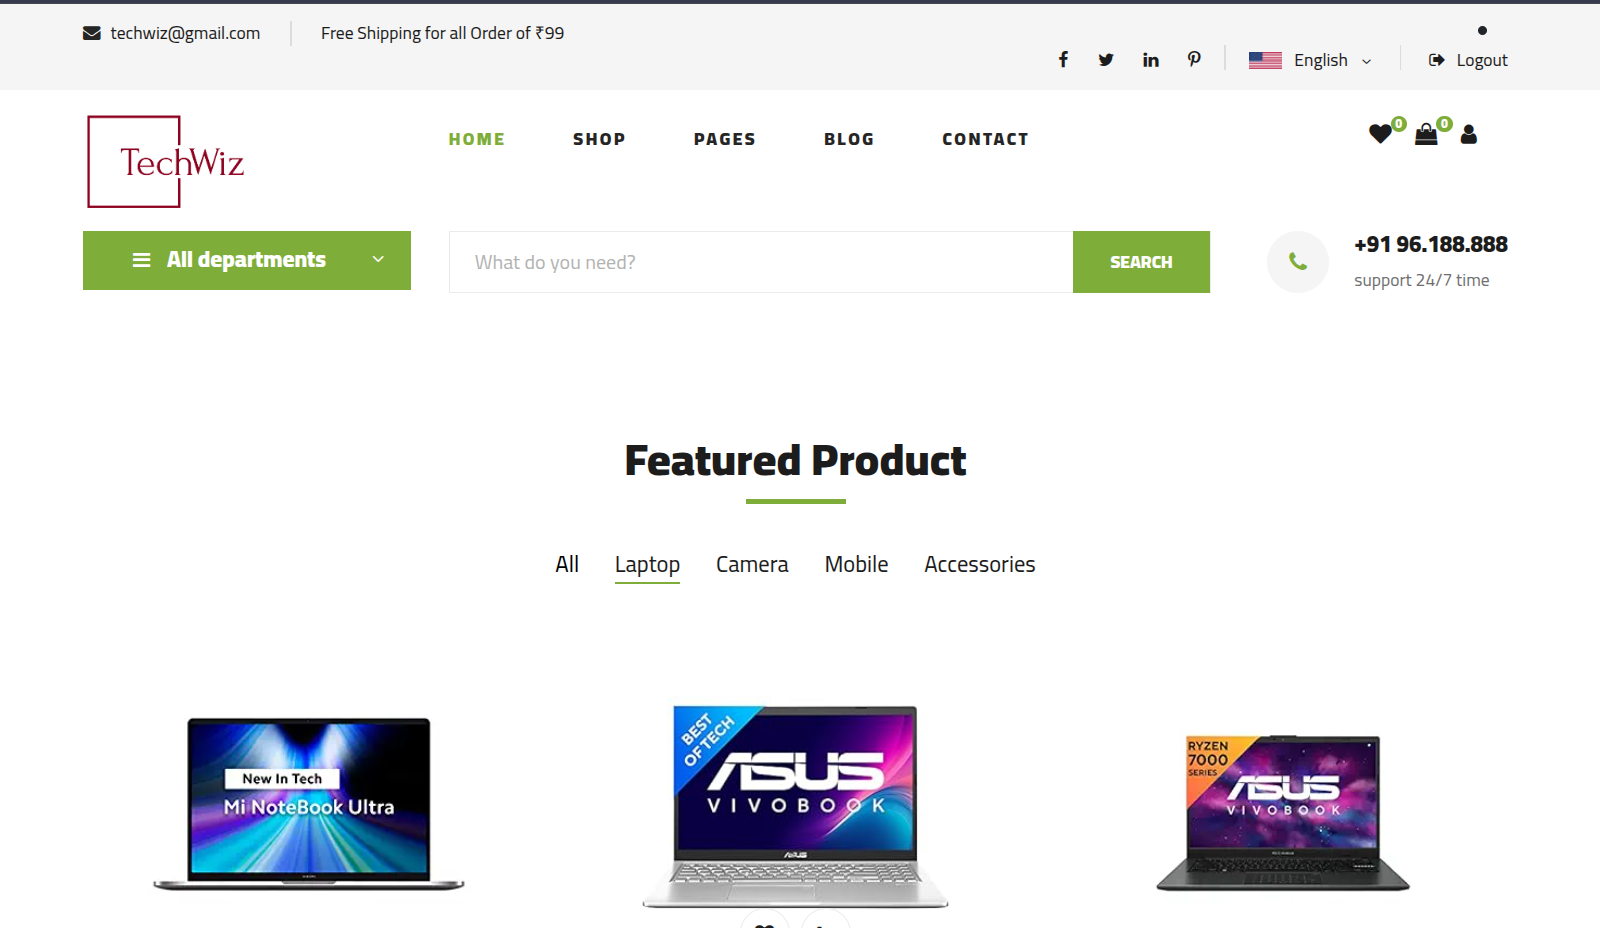 techwiz@gmail.com
Free Shipping for all Order of ₹99
English
Logout
TechWiz
HOME
SHOP
PAGES
BLOG
CONTACT
0
0
All departments
What do you need?
SEARCH
+91 96.188.888
support 24/7 time
Featured Product
All
Laptop
Camera
Mobile
Accessories
New In Tech
Mi NoteBook Ultra
BEST
OF TECH
ASUS
VIVOBOOK
ASUS
RYZEN
7000
SERIES
ASUS
VIVOBOOK